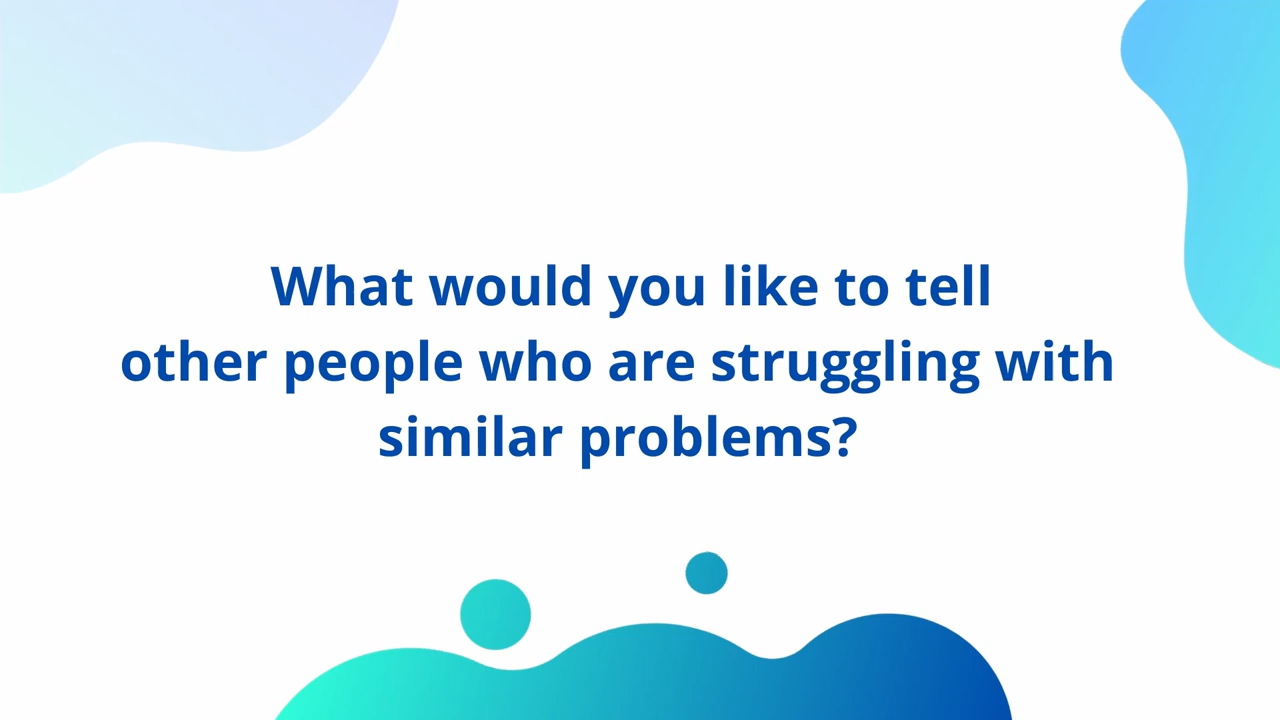 What would you like to tell
other people who are struggling with
similar problems?